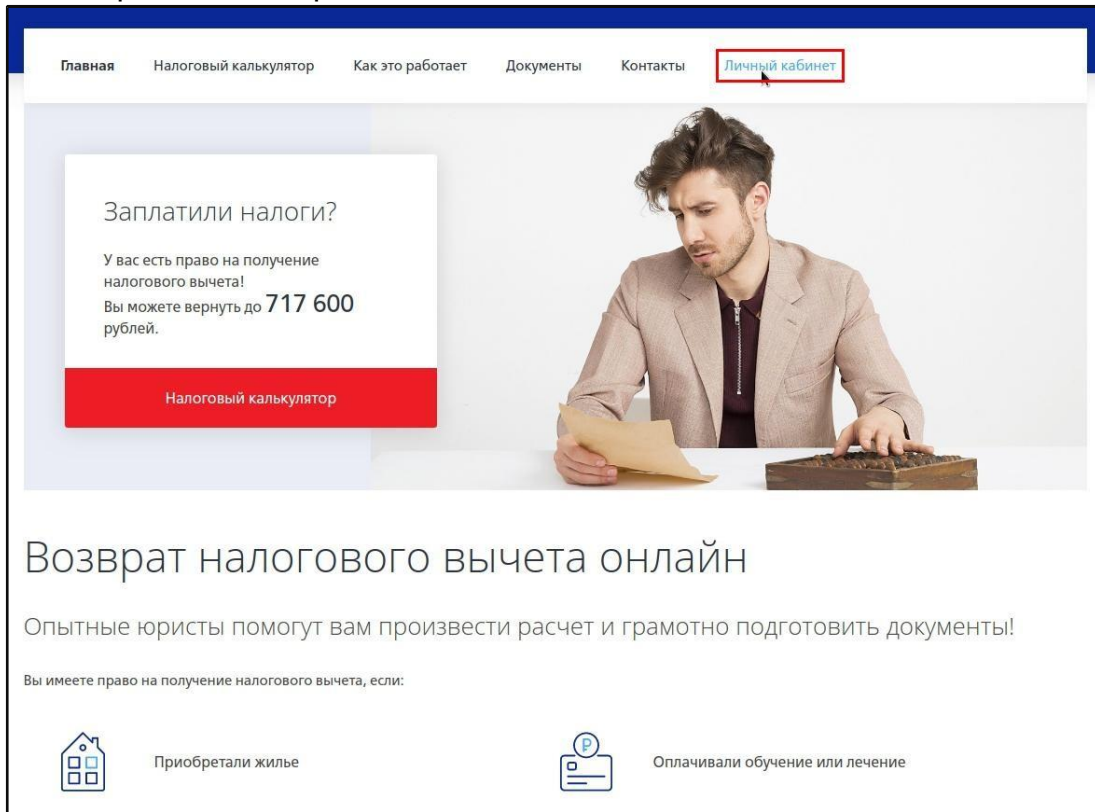 Главная Налоговый калькулятор Как это работает Документы Контакты Личный кабинет
Заплатили налоги?
У вас есть право на получение
налогового вычета!
Вы можете вернуть до 717 600
рублей.
Налоговый калькулятор
Возврат налогового вычета онлайн
Опытные юристы помогут вам произвести расчет и грамотно подготовить документы!
Вы имеете право на получение налогового вычета, если:
Приобретали жилье
Оплачивали обучение или лечение